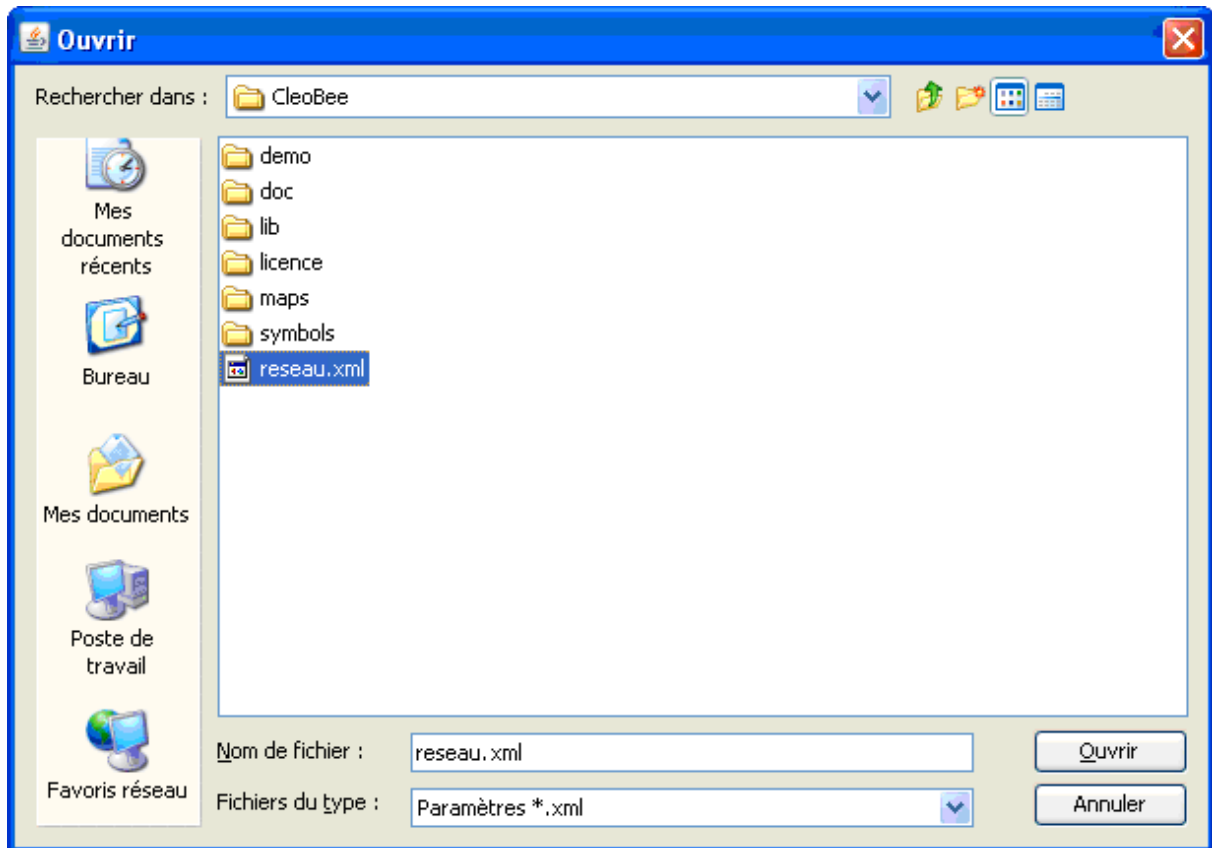 Ouvrir
Rechercher dans :
CleoBee
Mes
documents
récents
Bureau
Mes documents
Poste de
travail
Favoris réseau
demo
doc
lib
licence
maps
symbols
reseau.xml
Nom de fichier :
reseau.xml
Ouvrir
Fichiers du type :
Paramètres *.xml
Annuler